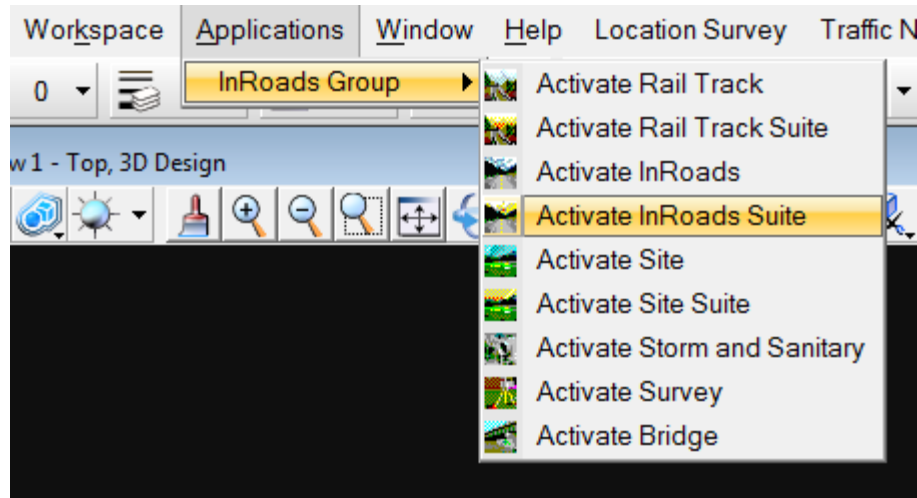 Workspace Applications Window Help Location Survey Traffic N
0 InRoads Group
w 1 - Top, 3D Design
Activate Rail Track
Activate Rail Track Suite
Activate InRoads
Activate InRoads Suite
Activate Site
Activate Site Suite
Activate Storm and Sanitary
Activate Survey
Activate Bridge